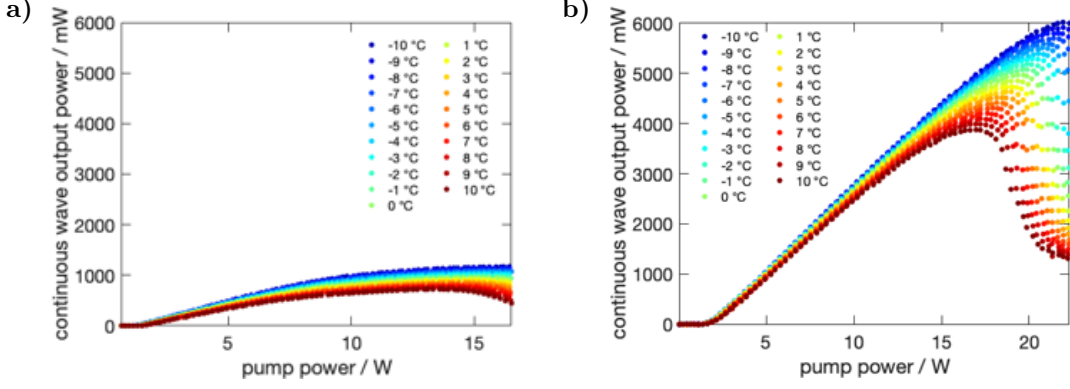 a)
continuous wave output power / mW
6000
5000
4000
3000
2000
1000
0
-10 °C
-9 °C
-8 °C
-7 °C
-6 °C
-5 °C
-4 °C
-3 °C
-2 °C
-1 °C
0 °C
1 °C
2 °C
3 °C
4 °C
5 °C
6 °C
7 °C
8 °C
9 °C
10 °C
5
10
15
pump power / W
b)
continuous wave output power / mW
6000
5000
4000
3000
2000
1000
0
-10 °C
-9 °C
-8 °C
-7 °C
-6 °C
-5 °C
-4 °C
-3 °C
-2 °C
-1 °C
0 °C
1 °C
2 °C
3 °C
4 °C
5 °C
6 °C
7 °C
8 °C
9 °C
10 °C
5
10
15
20
pump power / W